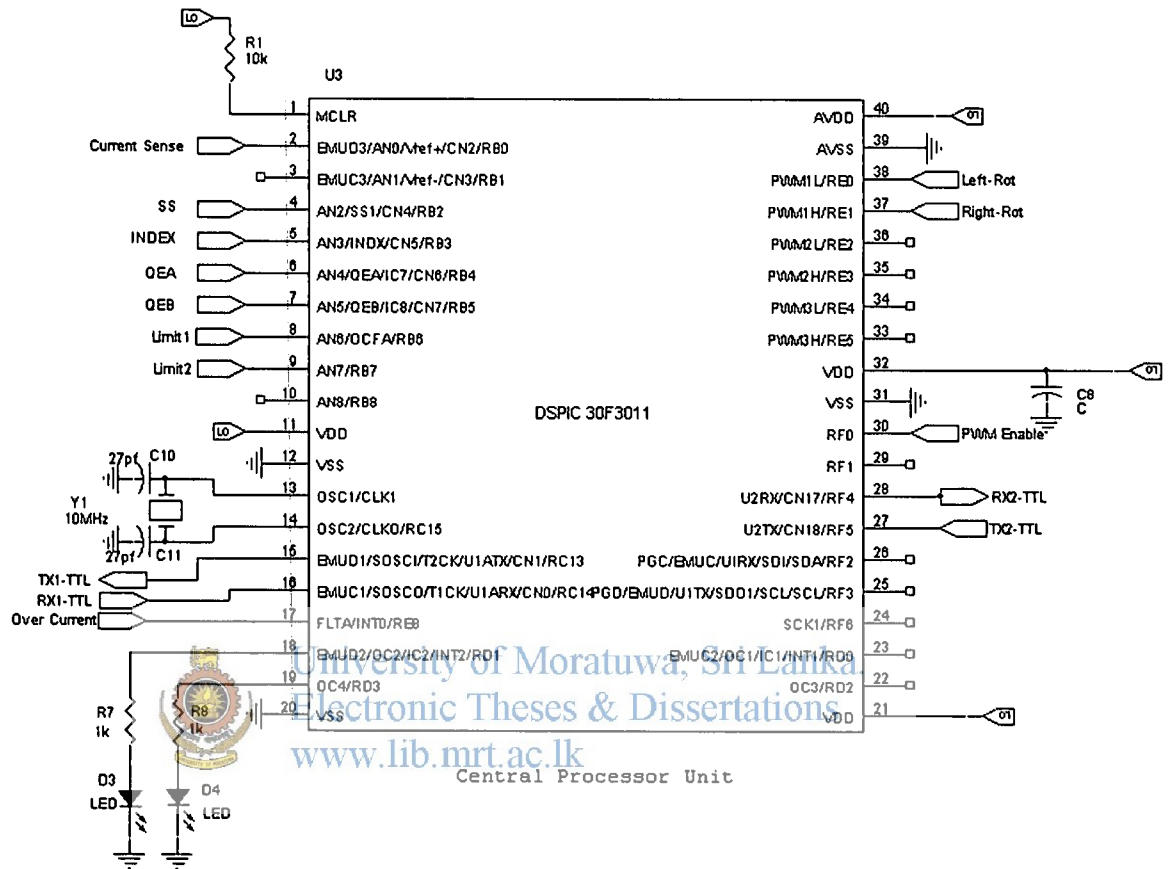 R1
10k
U3
1 MCLR
Current Sense 2 EMUD3/AN0/Vref+/CN2/RB0
3 EMUC3/AN1/Vref-/CN3/RB1
SS 4 AN2/SS1/CN4/RB2
INDEX 5 AN3/INDX/CN5/RB3
QEA 6 AN4/QEA/IC7/CN6/RB4
QEB 7 AN5/QEB/IC8/CN7/RB5
Limit1 8 AN6/OCFA/RB6
Limit2 9 AN7/RB7
10 AN8/RB8
11 VDD
12 VSS
27pf C10
13 OSC1/CLK1
Y1
10MHz
14 OSC2/CLKO/RC15
27pf C11
TX1-TTL 15 EMUD1/SOSCI/T2CK/U1ATX/CN1/RC13
RX1-TTL 16 EMUC1/SOSCO/T1CK/U1ARX/CN0/RC14
Over Current 17 FLTA/INT0/RE8
18 EMUD2/OC2/IC2/INT2/RD1
19 OC4/RD3
20 VSS
DSPIC 30F3011
AVDD 40
AVSS 39
PWM1L/RE0 38 Left-Rot
PWM1H/RE1 37 Right-Rot
PWM2L/RE2 36
PWM2H/RE3 35
PWM3L/RE4 34
PWM3H/RE5 33
VDD 32
C8
C
VSS 31
RF0 30 PWM Enable
RF1 29
U2RX/CN17/RF4 28 RX2-TTL
U2TX/CN18/RF5 27 TX2-TTL
PGC/EMUC/UIRX/SDI/SDA/RF2 26
PGD/EMUD/U1TX/SDO1/SCL/SCL/RF3 25
SCK1/RF6 24
EMUC2/OC1/IC1/INT1/RD0 23
OC3/RD2 22
VDD 21
R7
1k
R8
1k
D3
LED
D4
LED
University of Moratuwa, Sri Lanka.
Electronic Theses & Dissertations
www.lib.mrt.ac.lk
Central Processor Unit